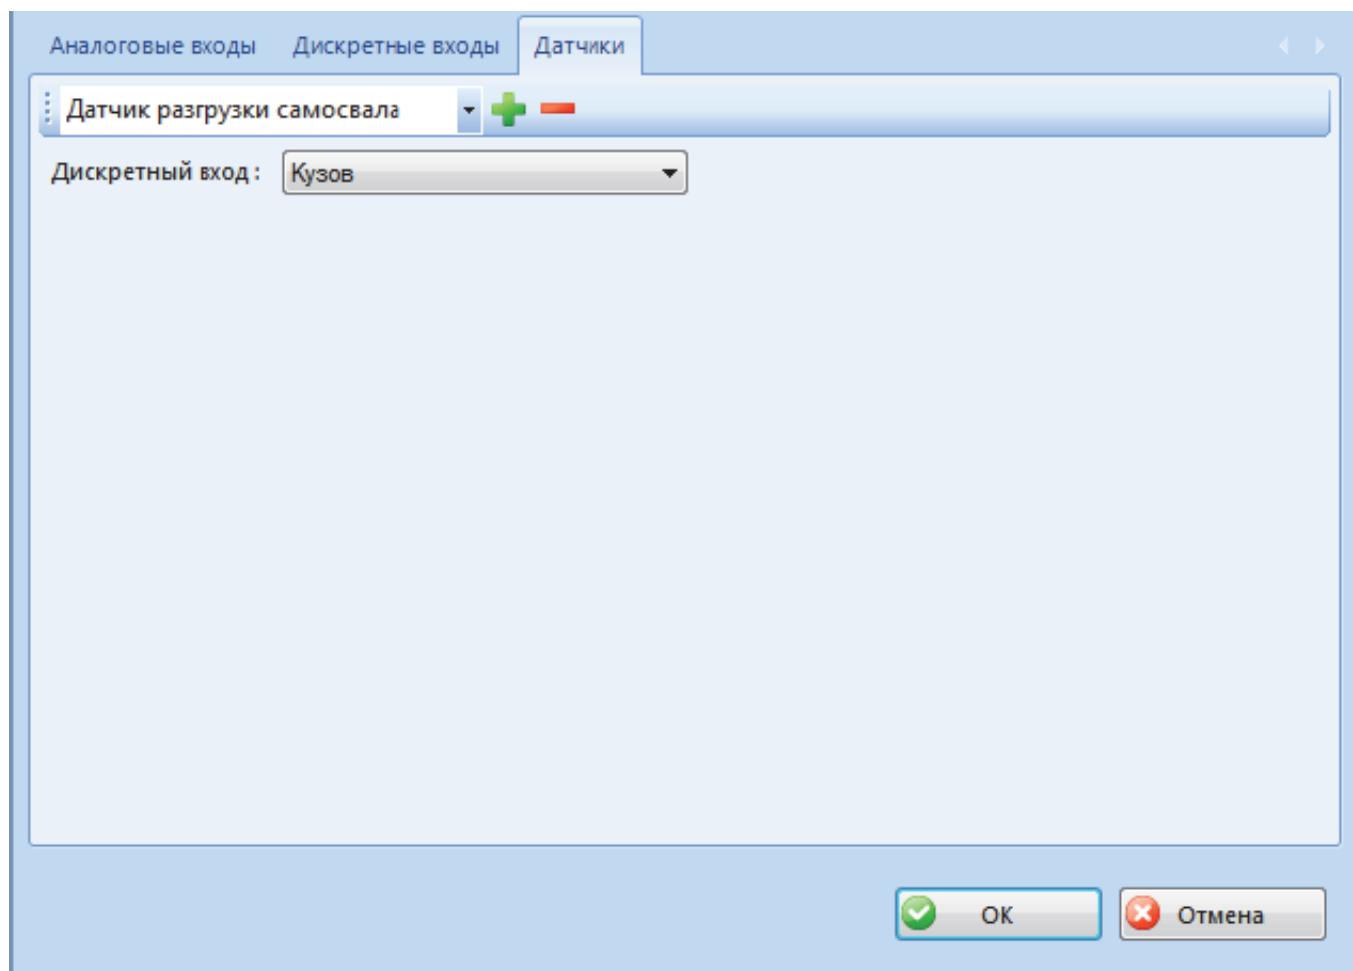 Аналоговые входы Дискретные входы Датчики
Датчик разгрузки самосвала
Дискретный вход : Кузов
ОК Отмена